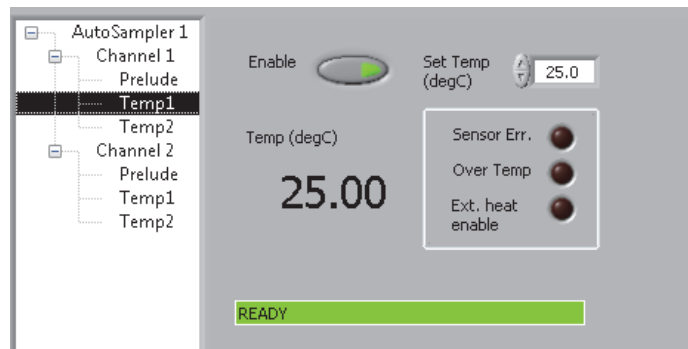 AutoSampler 1
Channel 1
Prelude
Temp1
Temp2
Channel 2
Prelude
Temp1
Temp2
Enable
Set Temp
(degC)
25.0
Temp (degC)
25.00
Sensor Err.
Over Temp
Ext. heat
enable
READY